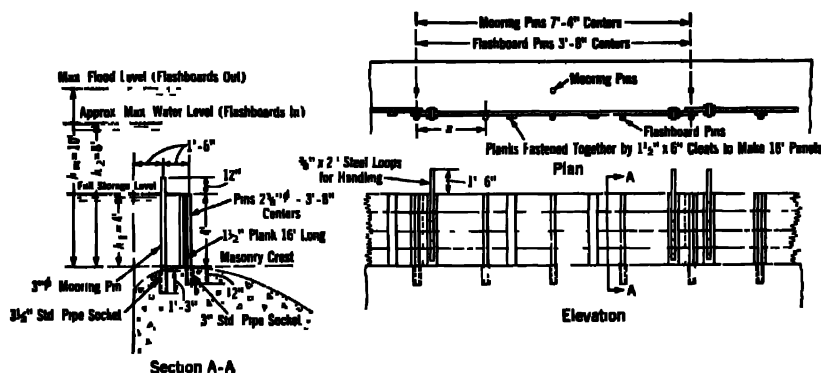 Mooring Pins 7'-4" Centers
Flashboard Pins 3'-8" Centers
Mooring Pins
Flashboard Pins
Planks Fastened Together by 1½" x 6" Cleats to Make 16' Panels
Plan
Max Flood Level (Flashboards Out)
Approx Max Water Level (Flashboards In)
1'-6"
12"
Full Storage Level
Pins 2⅞"ø - 3'-8"
Centers
1½" Plank 16' Long
Masonry Crest
h₁ = 4'
4'
3"ø Mooring Pin
3½" Std Pipe Socket
1'-3"
12"
3" Std Pipe Socket
Section A-A
x 2' Steel Loops
for Handling
1' 6"
A
A
Elevation